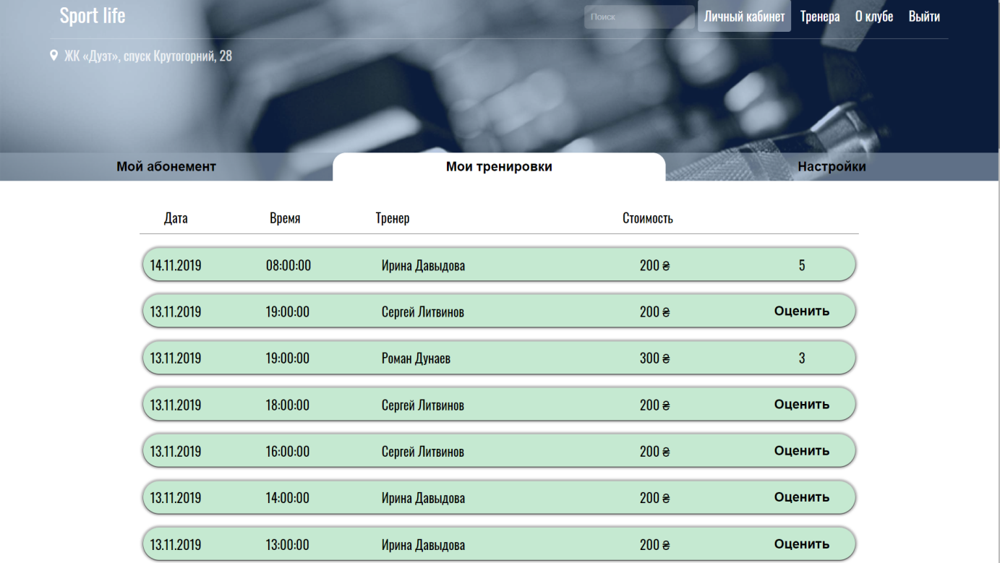 Sport life
Поиск
Личный кабинет
Тренера
О клубе
Выйти
ЖК «Дуэт», спуск Крутогорний, 28
Мой абонемент
Мои тренировки
Настройки
Дата Время Тренер Стоимость
14.11.2019 08:00:00 Ирина Давыдова 200 ₴ 5
13.11.2019 19:00:00 Сергей Литвинов 200 ₴ Оценить
13.11.2019 19:00:00 Роман Дунаев 300 ₴ 3
13.11.2019 18:00:00 Сергей Литвинов 200 ₴ Оценить
13.11.2019 16:00:00 Сергей Литвинов 200 ₴ Оценить
13.11.2019 14:00:00 Ирина Давыдова 200 ₴ Оценить
13.11.2019 13:00:00 Ирина Давыдова 200 ₴ Оценить